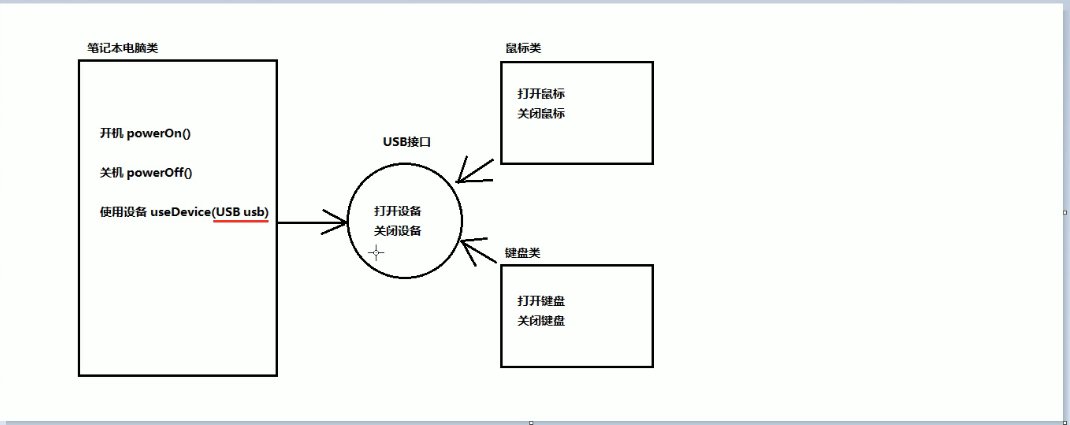 笔记本电脑类
开机 powerOn()
关机 powerOff()
使用设备 useDevice(USB usb)
USB接口
打开设备
关闭设备
鼠标类
打开鼠标
关闭鼠标
键盘类
打开键盘
关闭键盘